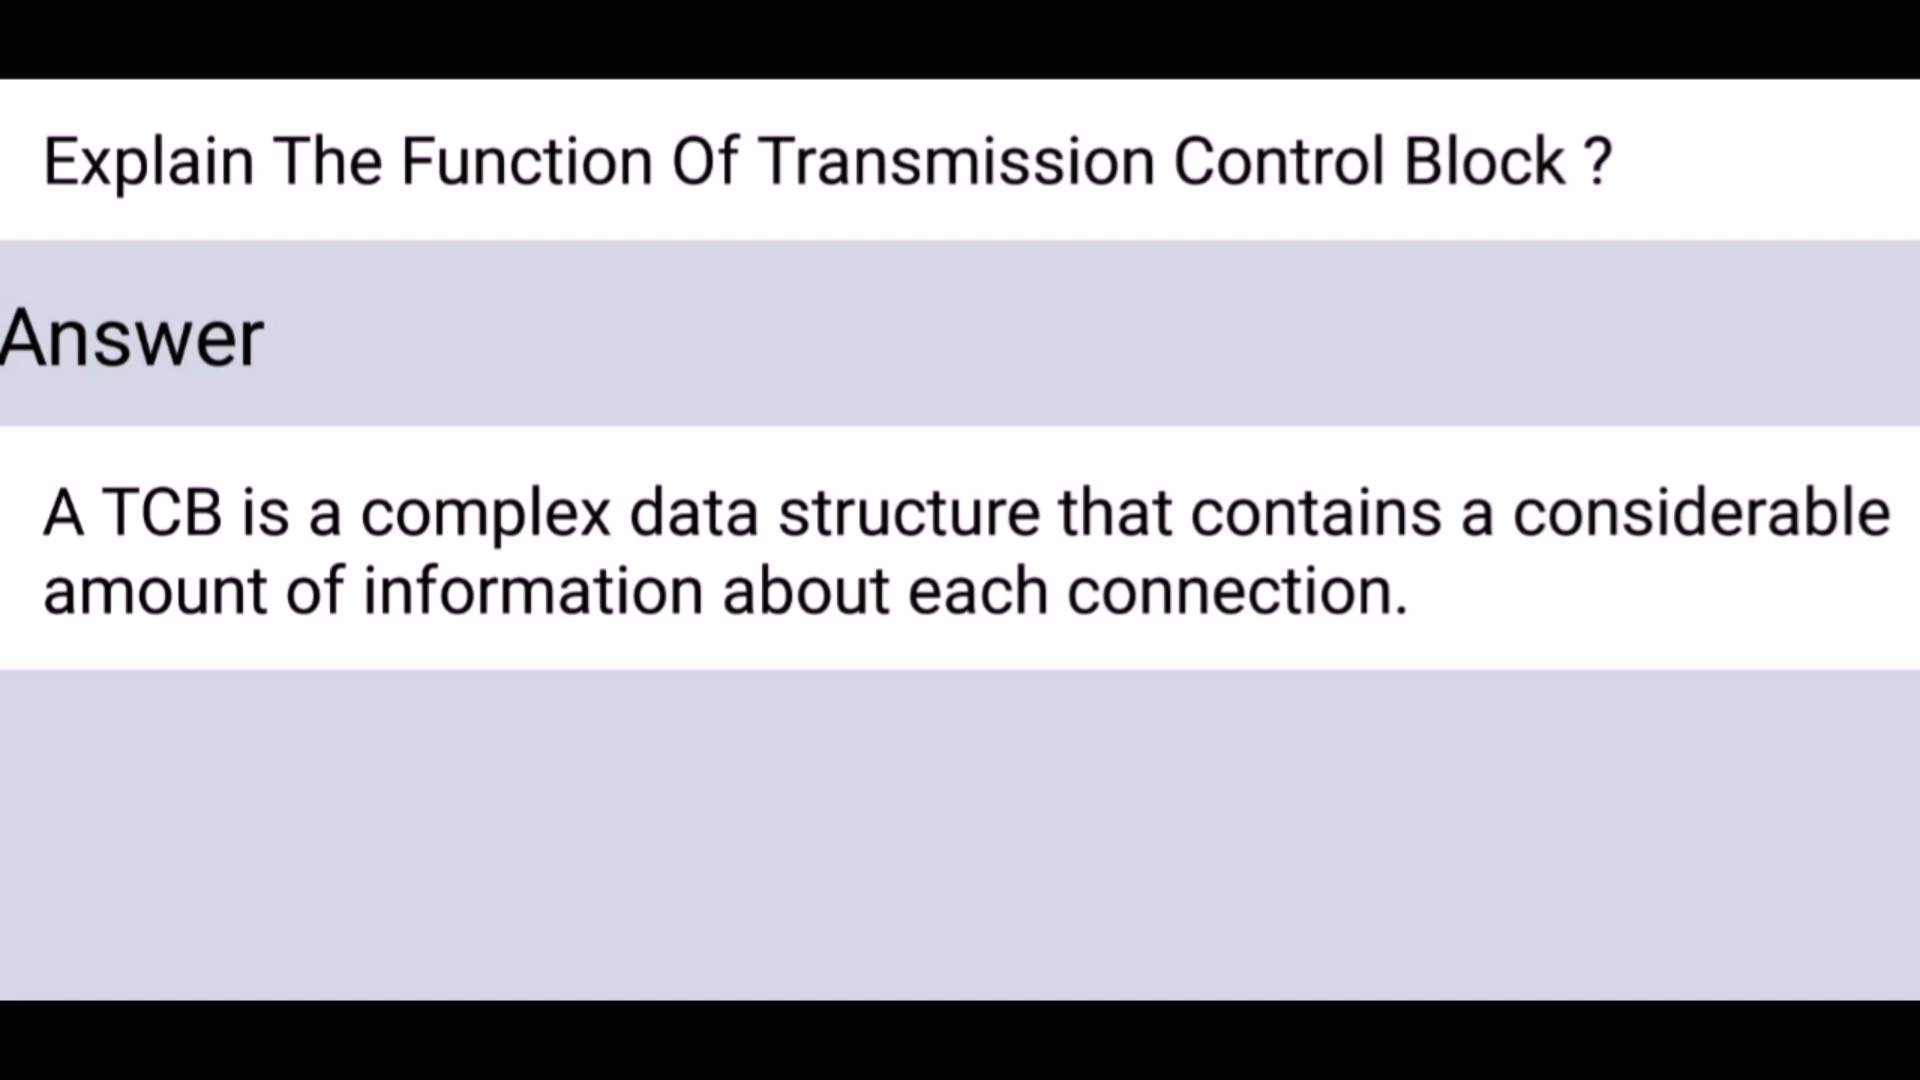 Explain The Function Of Transmission Control Block ?
Answer
A TCB is a complex data structure that contains a considerable
amount of information about each connection.